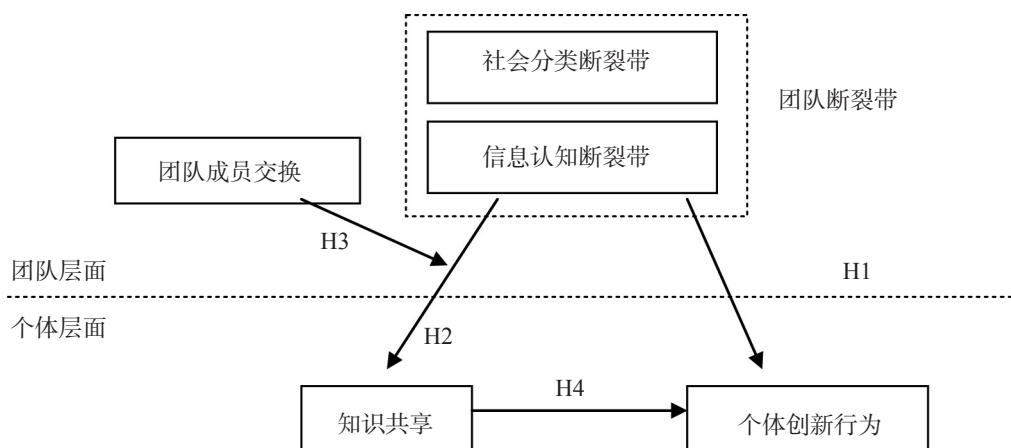 社会分类断裂带
团队断裂带
信息认知断裂带
团队成员交换
H3
团队层面
H1
个体层面
H2
H4
知识共享
个体创新行为